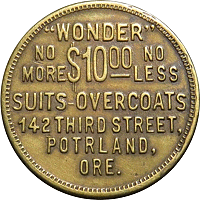 "WONDER"
NO $10.00 NO
MORE LESS
SUITS-OVERCOATS
142 THIRD STREET,
POTRLAND,
ORE.